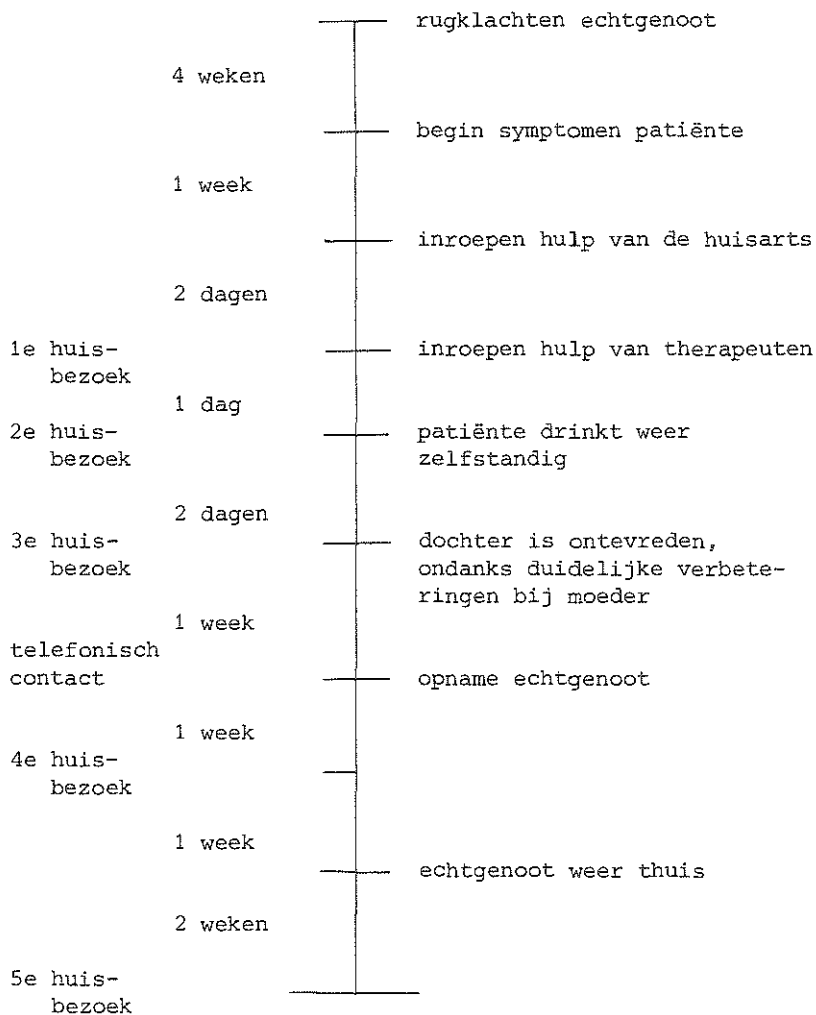 rugklachten echtgenoot
4 weken
begin symptomen patiënte
1 week
inroepen hulp van de huisarts
2 dagen
1e huis-
bezoek
inroepen hulp van therapeuten
1 dag
2e huis-
bezoek
patiënte drinkt weer
zelfstandig
2 dagen
3e huis-
bezoek
dochter is ontevreden,
ondanks duidelijke verbete-
ringen bij moeder
1 week
telefonisch
contact
opname echtgenoot
1 week
4e huis-
bezoek
1 week
echtgenoot weer thuis
2 weken
5e huis-
bezoek